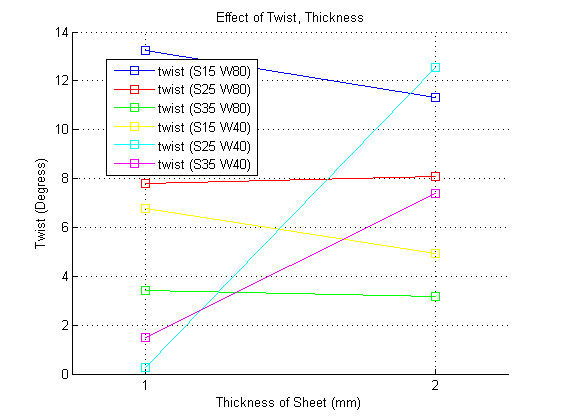 Effect of Twist, Thickness
14
12
10
8
6
4
2
0
twist (S15 W80)
twist (S25 W80)
twist (S35 W80)
twist (S15 W40)
twist (S25 W40)
twist (S35 W40)
Twist (Degress)
1
2
Thickness of Sheet (mm)